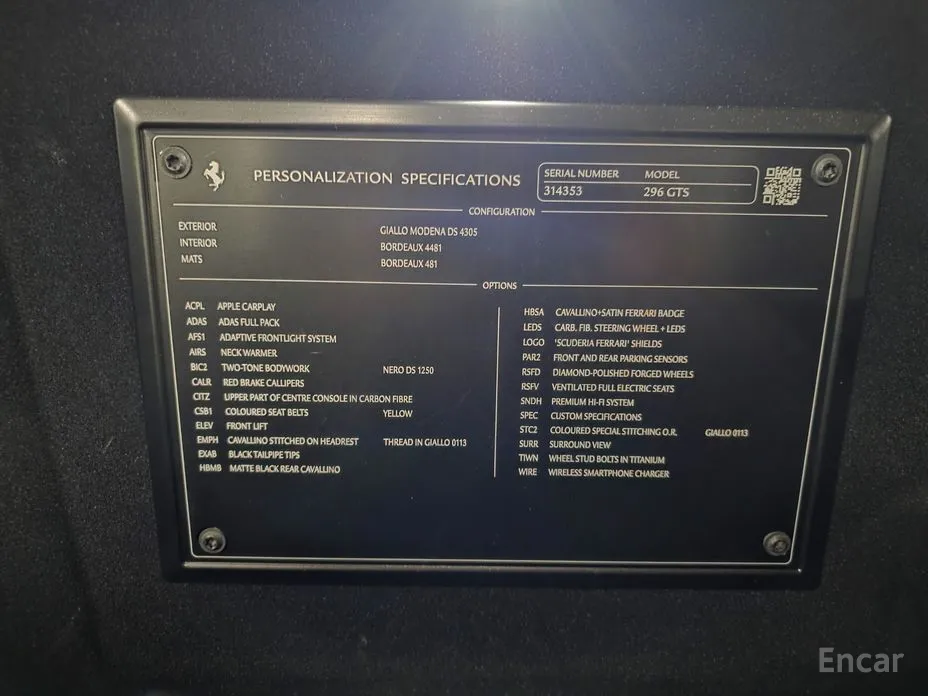 PERSONALIZATION SPECIFICATIONS
SERIAL NUMBER MODEL
314353 296 GTS
CONFIGURATION
EXTERIOR GIALLO MODENA DS 4305
INTERIOR BORDEAUX 4481
MATS BORDEAUX 481
OPTIONS
ACPL APPLE CARPLAY
ADAS ADAS FULL PACK
AFS1 ADAPTIVE FRONTLIGHT SYSTEM
AIRS NECK WARMER
BIC2 TWO-TONE BODYWORK NERO DS 1250
CALR RED BRAKE CALLIPERS
CITZ UPPER PART OF CENTRE CONSOLE IN CARBON FIBRE
CSB1 COLOURED SEAT BELTS YELLOW
ELEV FRONT LIFT
EMPH CAVALLINO STITCHED ON HEADREST THREAD IN GIALLO 0113
EXAB BLACK TAILPIPE TIPS
HBMB MATTE BLACK REAR CAVALLINO
HBSA CAVALLINO+SATIN FERRARI BADGE
LEDS CARB. FIB. STEERING WHEEL + LEDS
LOGO 'SCUDERIA FERRARI' SHIELDS
PAR2 FRONT AND REAR PARKING SENSORS
RSFD DIAMOND-POLISHED FORGED WHEELS
RSFV VENTILATED FULL ELECTRIC SEATS
SNDH PREMIUM HI-FI SYSTEM
SPEC CUSTOM SPECIFICATIONS
STC2 COLOURED SPECIAL STITCHING O.R. GIALLO 0113
SURR SURROUND VIEW
TIWN WHEEL STUD BOLTS IN TITANIUM
WIRE WIRELESS SMARTPHONE CHARGER
Encar